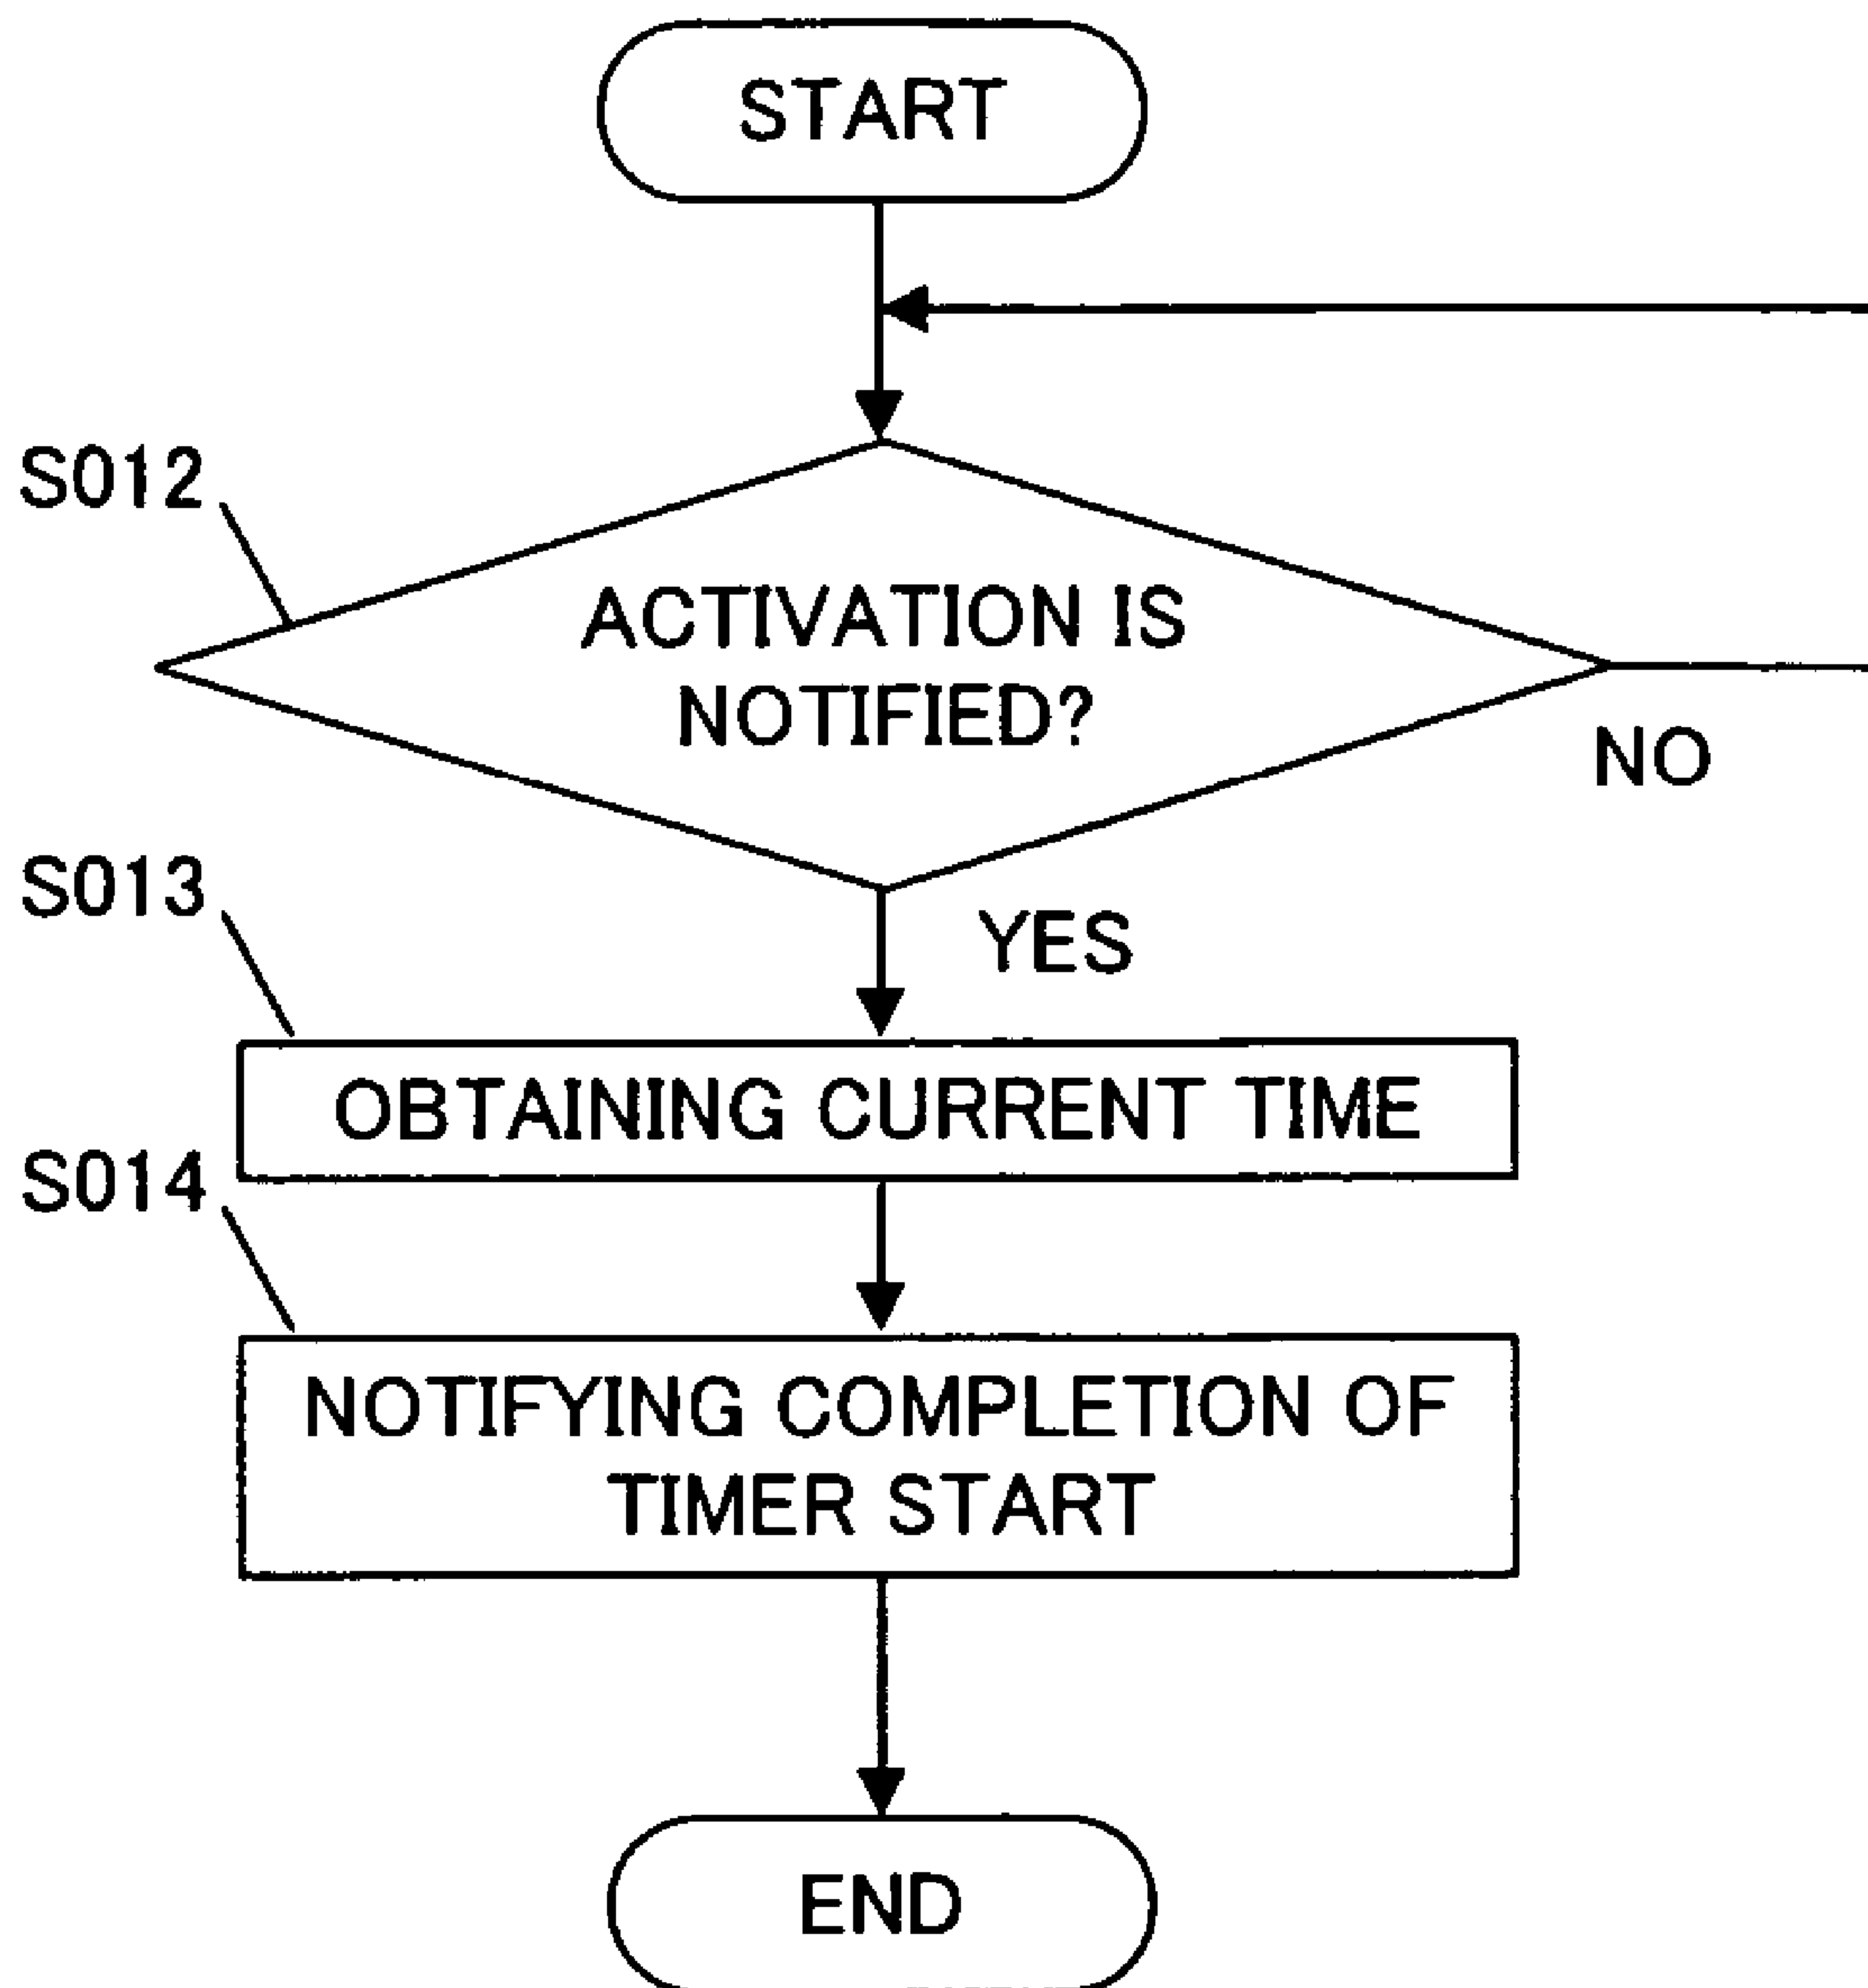 START
S012
ACTIVATION IS
NOTIFIED?
NO
S013
YES
OBTAINING CURRENT TIME
S014
NOTIFYING COMPLETION OF
TIMER START
END